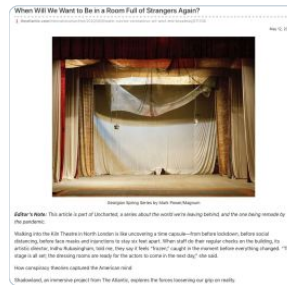 When Will We Want to Be in a Room Full of Strangers Again?
May 12,
Georgian Spring Series by Mark Power/Magnum
Editor's Note: This article is part of Uncharted, a series about the world we're leaving behind, and the one being remade by
the pandemic.
Walking into the Kiln Theatre in North London is like uncovering a time capsule—from before lockdown, before social
distancing, before face masks and injunctions to stay six feet apart. When staff do their regular checks on the building, its
artistic director, Indhu Rubasingham, told me, they say it feels "frozen," caught in the moment before everything changed. "T
stage is all set; the dressing rooms are ready for the actors to come in the next day," she said.
How conspiracy theories captured the American mind
Shadowland, an immersive project from The Atlantic, explores the forces loosening our grip on reality.